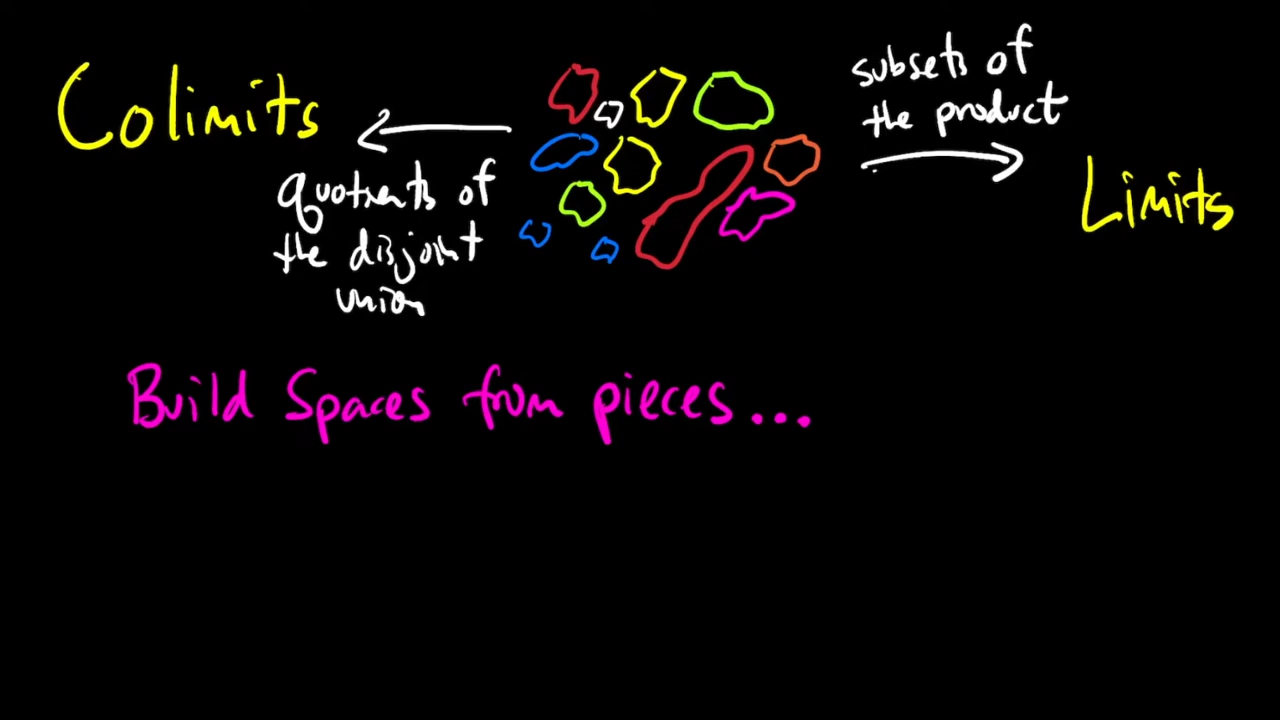 Colimits
quotients of
the disjoint
union
subsets of
the product
Limits
Build Spaces from pieces...